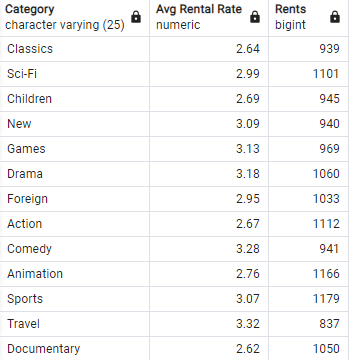 Category Avg Rental Rate Rents
character varying (25) numeric bigint
Classics 2.64 939
Sci-Fi 2.99 1101
Children 2.69 945
New 3.09 940
Games 3.13 969
Drama 3.18 1060
Foreign 2.95 1033
Action 2.67 1112
Comedy 3.28 941
Animation 2.76 1166
Sports 3.07 1179
Travel 3.32 837
Documentary 2.62 1050